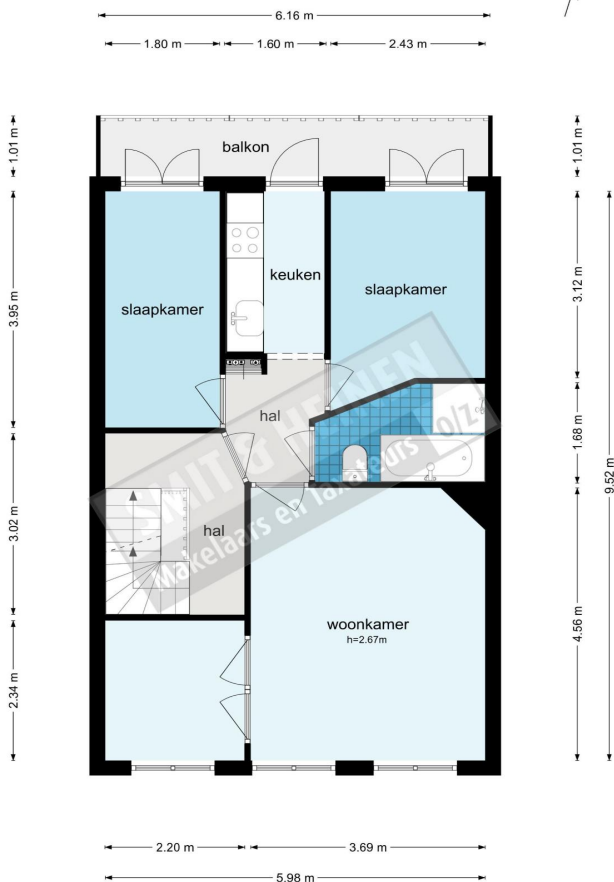 6.16 m
1.80 m
1.60 m
2.43 m
1.01 m
balkon
1.01 m
3.95 m
slaapkamer
keuken
slaapkamer
3.12 m
hal
1.68 m
9.52 m
SMIT & HEINEN
Makelaars en Taxateurs O/Z
3.02 m
hal
woonkamer
h=2.67m
4.56 m
2.34 m
2.20 m
3.69 m
5.98 m